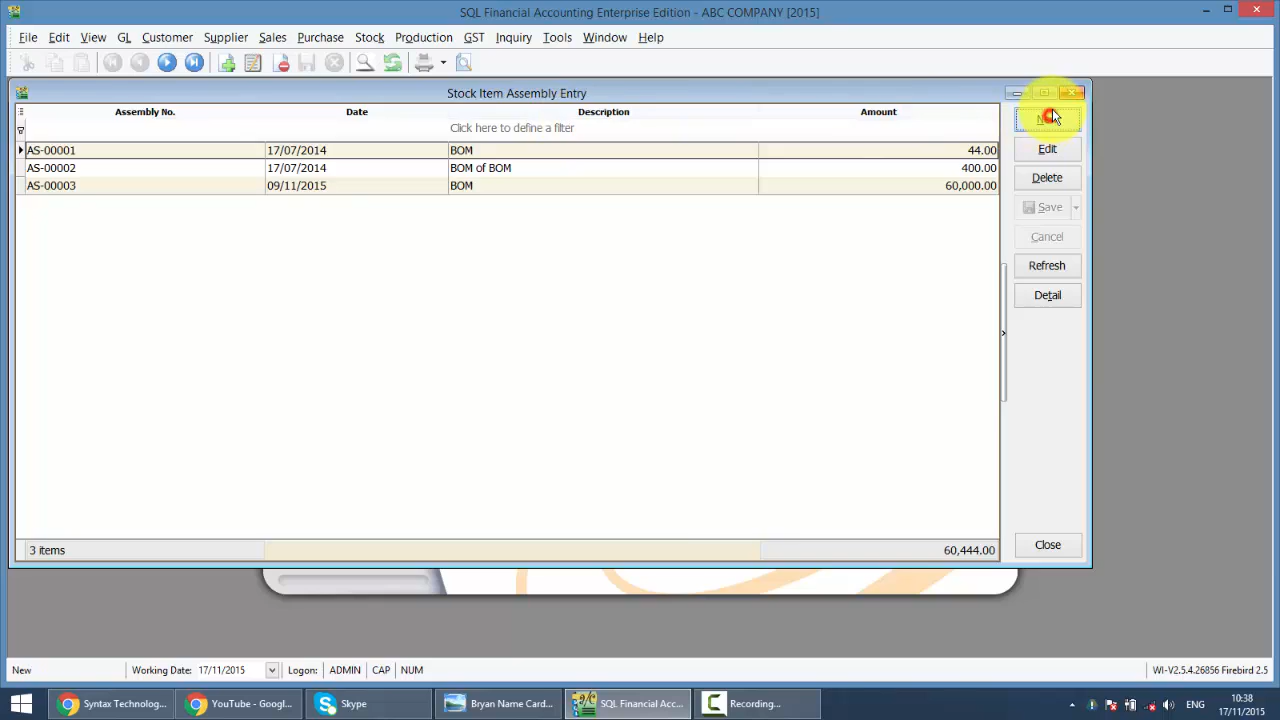 SQL Financial Accounting Enterprise Edition - ABC COMPANY [2015]
File Edit View GL Customer Supplier Sales Purchase Stock Production GST Inquiry Tools Window Help
Stock Item Assembly Entry
Assembly No. Date Description Amount
Click here to define a filter
AS-00001 17/07/2014 BOM 44.00
AS-00002 17/07/2014 BOM of BOM 400.00
AS-00003 09/11/2015 BOM 60,000.00
Edit
Delete
Save
Cancel
Refresh
Detail
3 items 60,444.00
Close
New Working Date: 17/11/2015 Logon: ADMIN CAP NUM WI-V2.5.4.26856 Firebird 2.5
Syntax Technolog... YouTube - Googl... Skype Bryan Name Card... SQL Financial Acc... Recording... ENG 10:38
17/11/2015